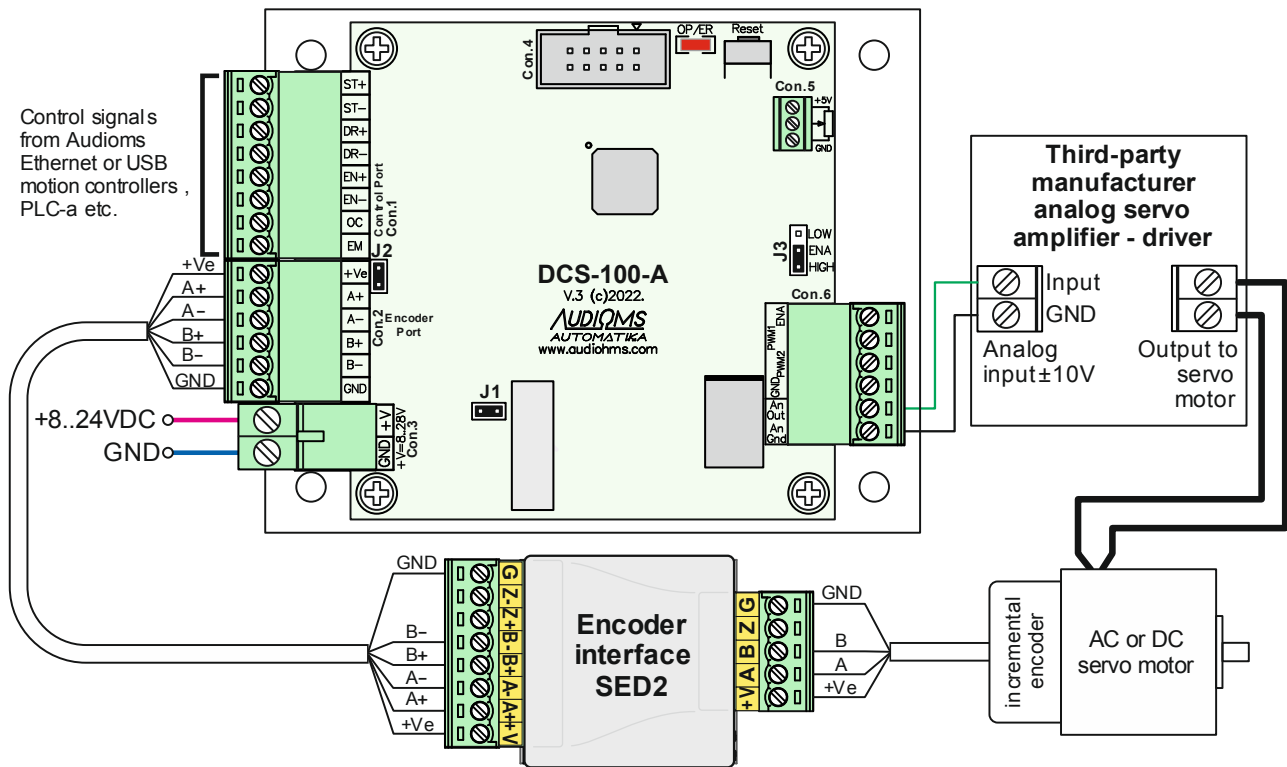 Con.4
OP/ER
Reset
Con.5
+5V
GND
Control signals
from Audioms
Ethernet or USB
motion controllers ,
PLC-a etc.
ST+
ST-
DR+
DR-
EN+
EN-
OC
EM
Control Port
Con.1
J2
+Ve
A+
A-
B+
B-
GND
+Ve
A+
A-
B+
B-
GND
Con.2
Encoder
Port
DCS-100-A
V.3 (c)2022.
AUDIOMS
AUTOMATIKA
www.audiohms.com
J3
LOW
ENA
HIGH
Con.6
ENA
PWM1
PWM2
GND
An
Out
An
Gnd
J1
+8..24VDC
GND
+V
GND
+V=8..28V
Con.3
Third-party
manufacturer
analog servo
amplifier - driver
Input
GND
Analog
input±10V
Output to
servo
motor
GND
B-
B+
A-
A+
+Ve
G
Z-
Z+
B-
B+
A-
A+
+V
Encoder
interface
SED2
G
Z
B
A
+V
GND
B
A
+Ve
incremental
encoder
AC or DC
servo motor